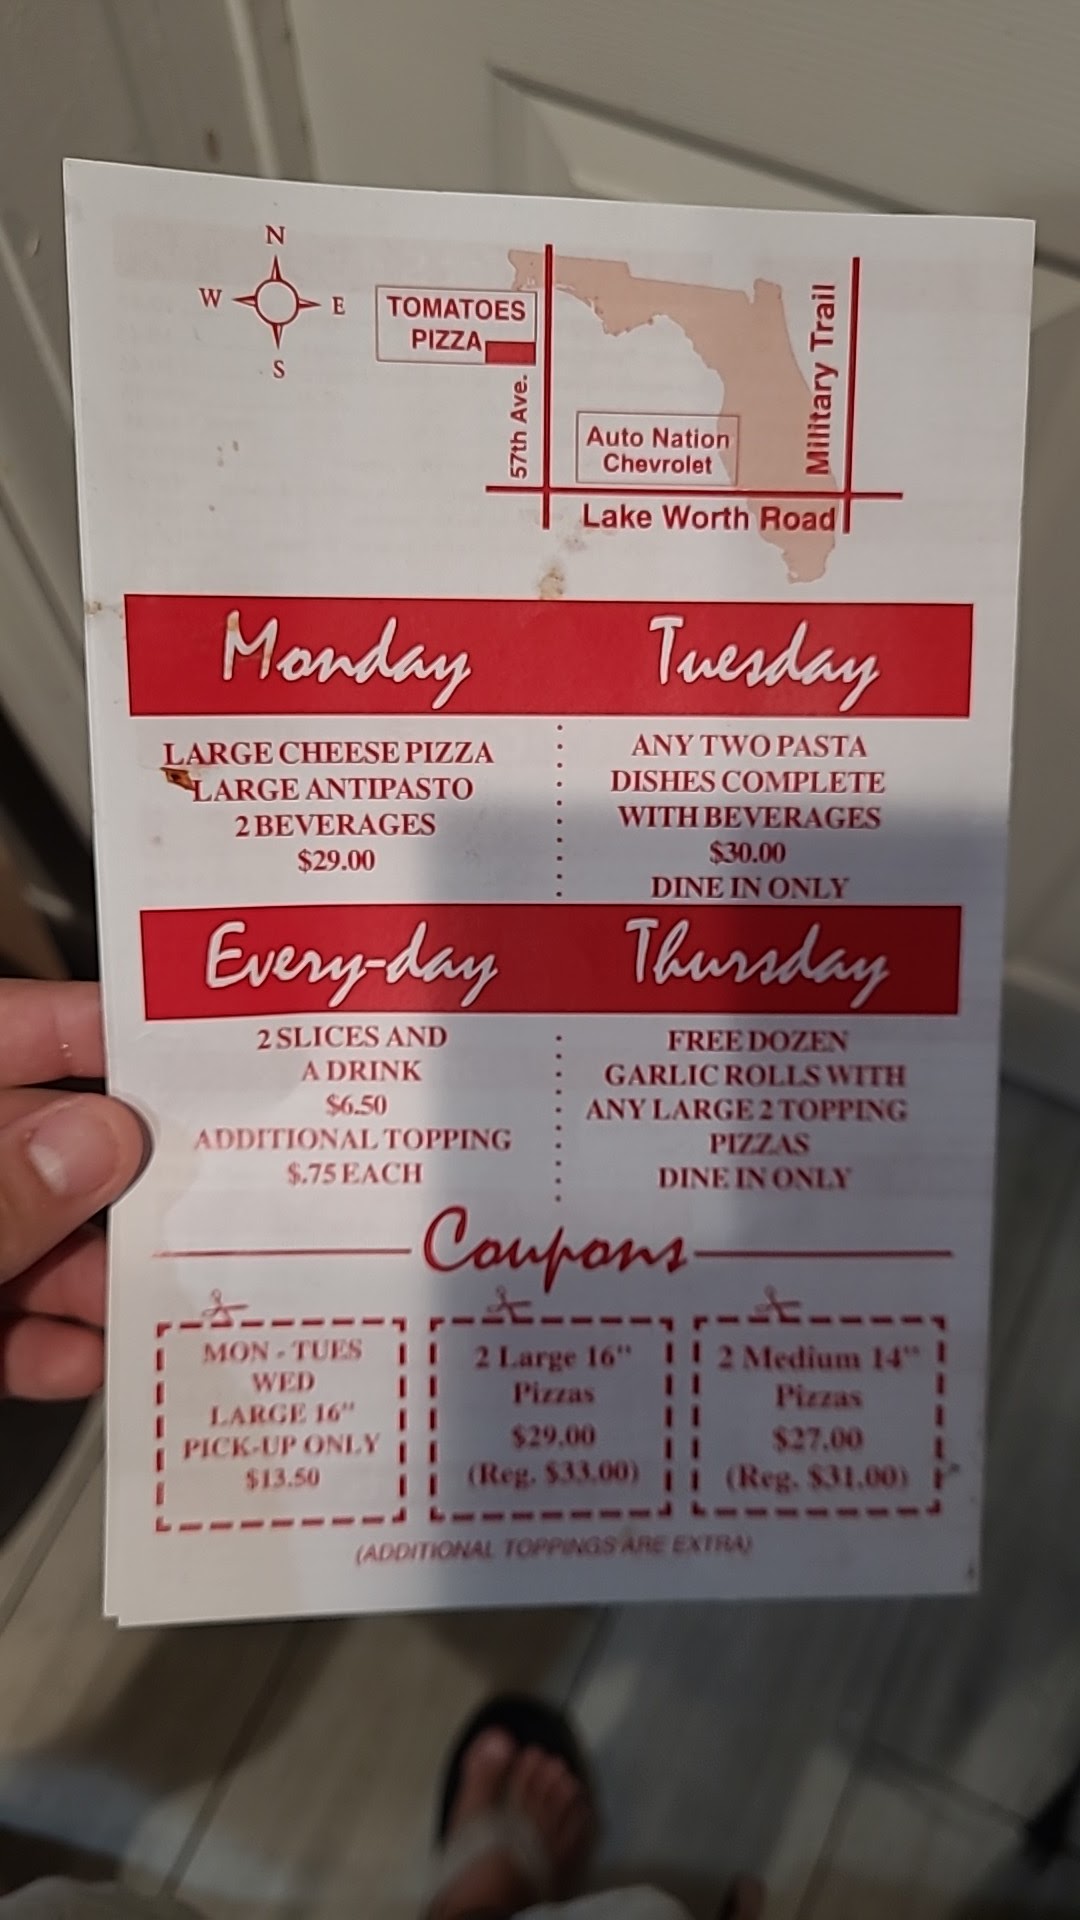 N
W E
S
TOMATOES
PIZZA
57th Ave.
Auto Nation
Chevrolet
Military Trail
Lake Worth Road
Monday
LARGE CHEESE PIZZA
LARGE ANTIPASTO
2 BEVERAGES
$29.00
Tuesday
ANY TWO PASTA
DISHES COMPLETE
WITH BEVERAGES
$30.00
DINE IN ONLY
Every-day
2 SLICES AND
A DRINK
$6.50
ADDITIONAL TOPPING
$.75 EACH
Thursday
FREE DOZEN
GARLIC ROLLS WITH
ANY LARGE 2 TOPPING
PIZZAS
DINE IN ONLY
Coupons
MON - TUES
WED
LARGE 16"
PICK-UP ONLY
$13.50
2 Large 16"
Pizzas
$29.00
(Reg. $33.00)
2 Medium 14"
Pizzas
$27.00
(Reg. $31.00)
(ADDITIONAL TOPPINGS ARE EXTRA)